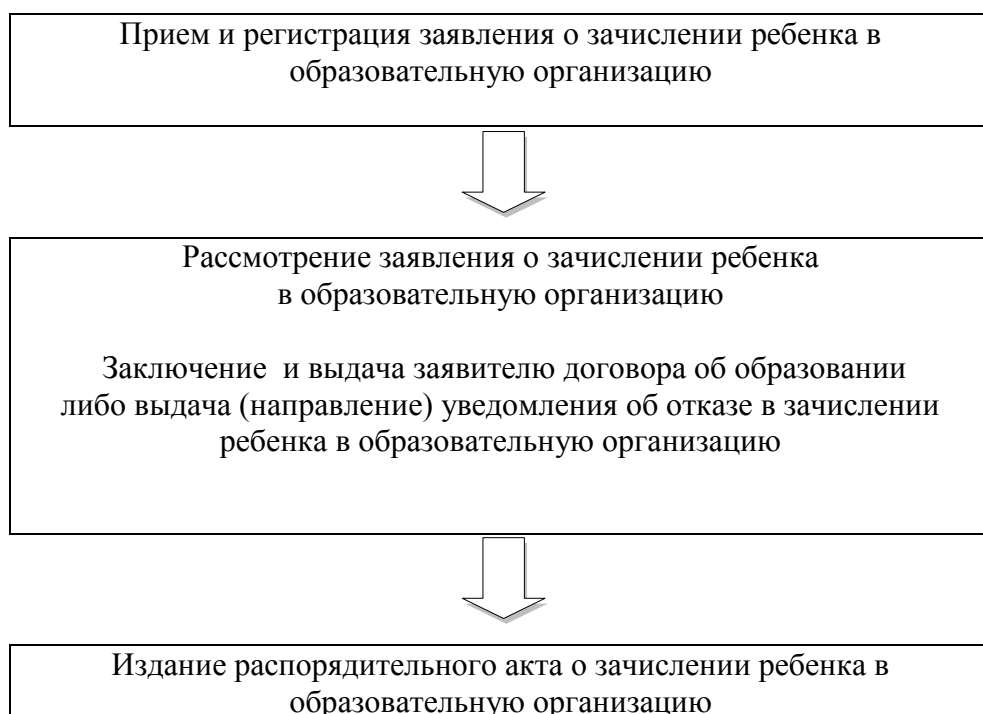 Прием и регистрация заявления о зачислении ребенка в
образовательную организацию
Рассмотрение заявления о зачислении ребенка
в образовательную организацию
Заключение  и выдача заявителю договора об образовании
либо выдача (направление) уведомления об отказе в зачислении
ребенка в образовательную организацию
Издание распорядительного акта о зачислении ребенка в
образовательную организацию